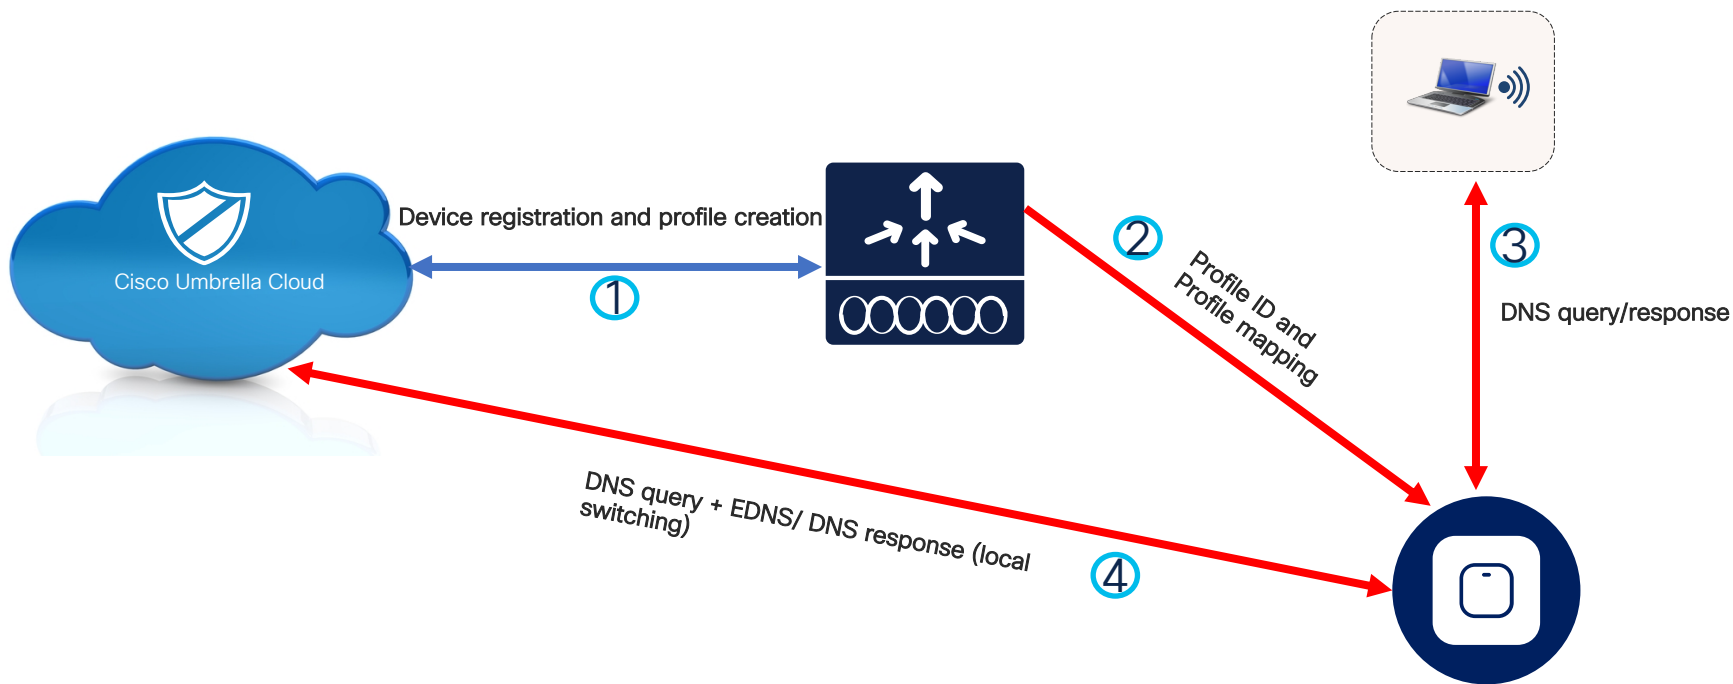 Cisco Umbrella Cloud
Device registration and profile creation
1
2
Profile ID and
Profile mapping
3
DNS query/response
DNS query + EDNS/ DNS response (local
switching)
4